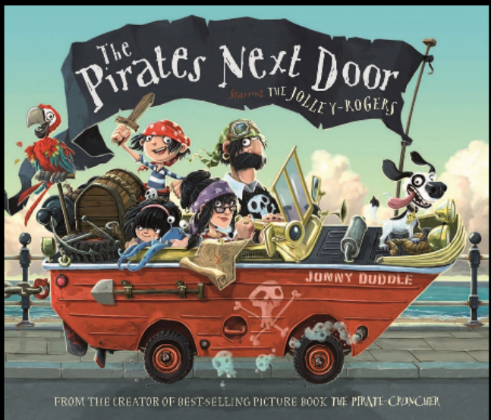 The
Pirates Next Door
Starring THE JOLLEY-ROGERS
JONNY DUDDLE
FROM THE CREATOR OF BEST-SELLING PICTURE BOOK THE PIRATE-CRUNCHER